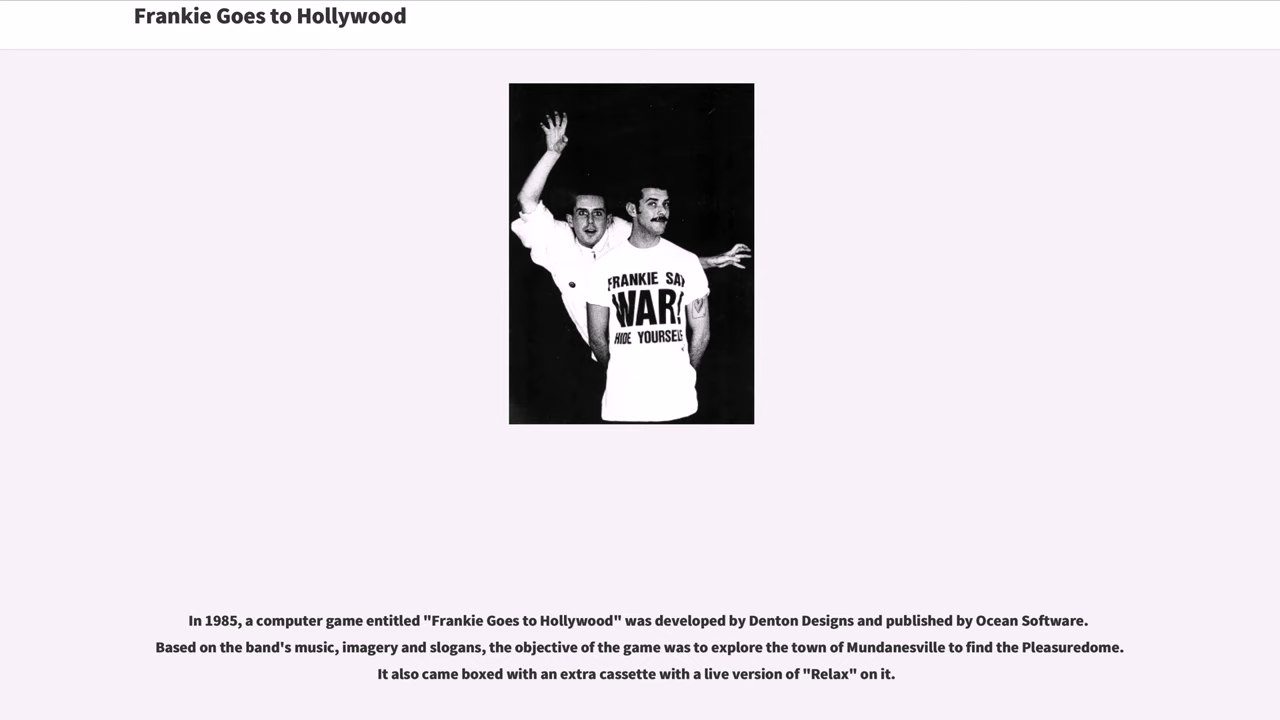 Frankie Goes to Hollywood
FRANKIE SAY
WAR!
HIDE YOURSELF
In 1985, a computer game entitled "Frankie Goes to Hollywood" was developed by Denton Designs and published by Ocean Software.
Based on the band's music, imagery and slogans, the objective of the game was to explore the town of Mundanesville to find the Pleasuredome.
It also came boxed with an extra cassette with a live version of "Relax" on it.